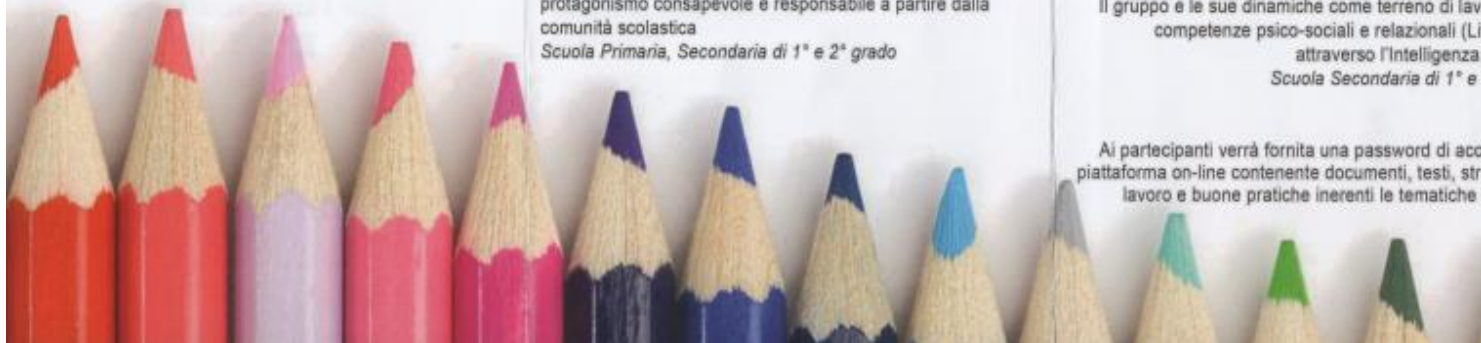 protagonismo consapevole e responsabile a partire dalla
comunità scolastica
Scuola Primaria, Secondaria di 1° e 2° grado
Il gruppo e le sue dinamiche come terreno di
competenze psico-sociali e relazionali
attraverso l'Intelligenza
Scuola Secondaria di 1° e
Ai partecipanti verrà fornita una password di
piattaforma on-line contenente documenti, testi,
lavoro e buone pratiche inerenti le tematiche